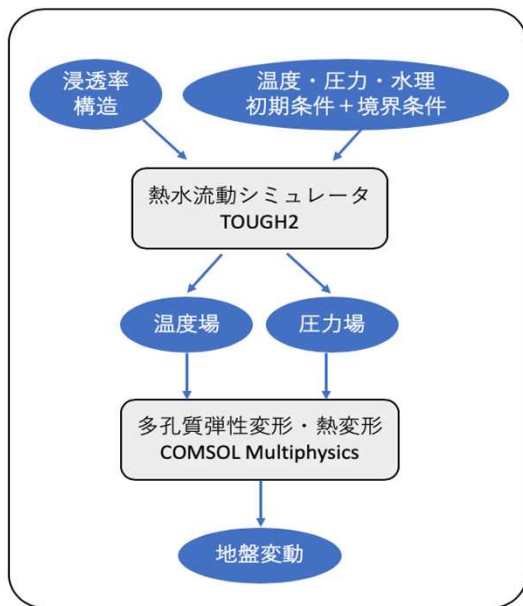 浸透率
構造
温度・圧力・水理
初期条件＋境界条件
熱水流動シミュレータ
TOUGH2
温度場
圧力場
多孔質弾性変形・熱変形
COMSOL Multiphysics
地盤変動